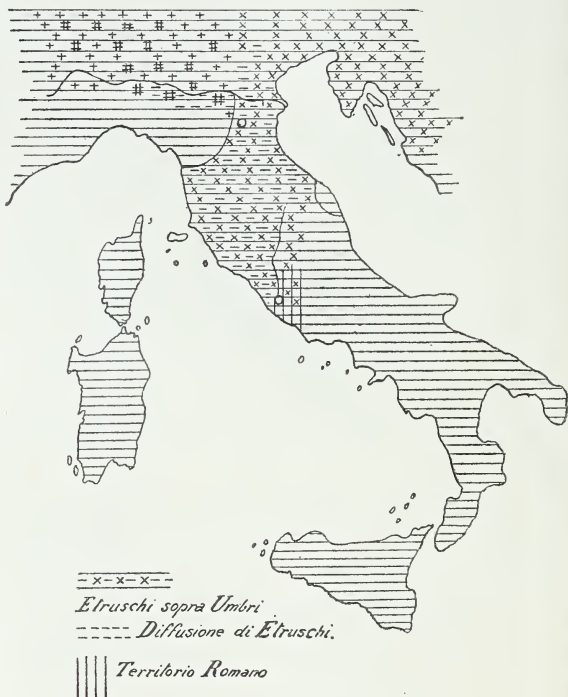 Etruschi sopra Umbri
Diffusione di Etruschi.
Territorio Romano